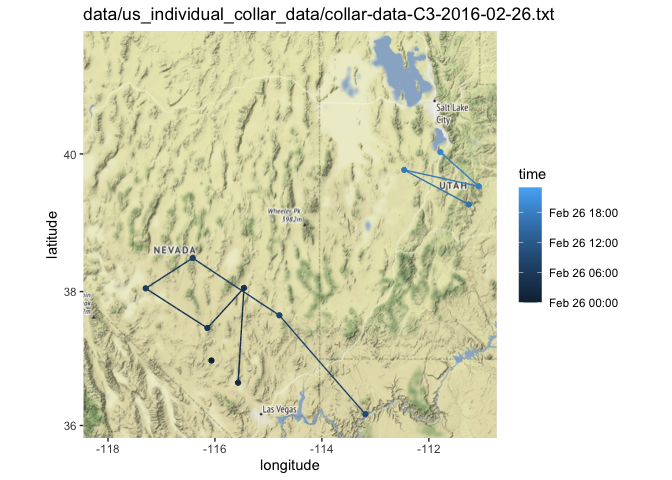 data/us_individual_collar_data/collar-data-C3-2016-02-26.txt
Salt Lake
City
40
UTAH
Wheeler Pk
3982m
NEVADA
38
Las Vegas
36
-118
-116
-114
-112
longitude
latitude
time
Feb 26 18:00
Feb 26 12:00
Feb 26 06:00
Feb 26 00:00